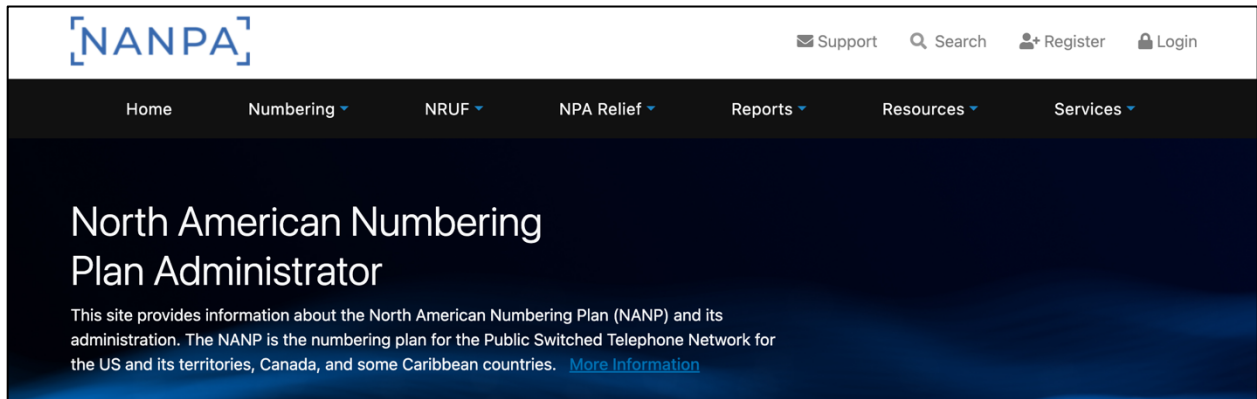 NANPA
Support Search Register Login
Home Numbering NRUF NPA Relief Reports Resources Services
North American Numbering
Plan Administrator
This site provides information about the North American Numbering Plan (NANP) and its
administration. The NANP is the numbering plan for the Public Switched Telephone Network for
the US and its territories, Canada, and some Caribbean countries. More Information